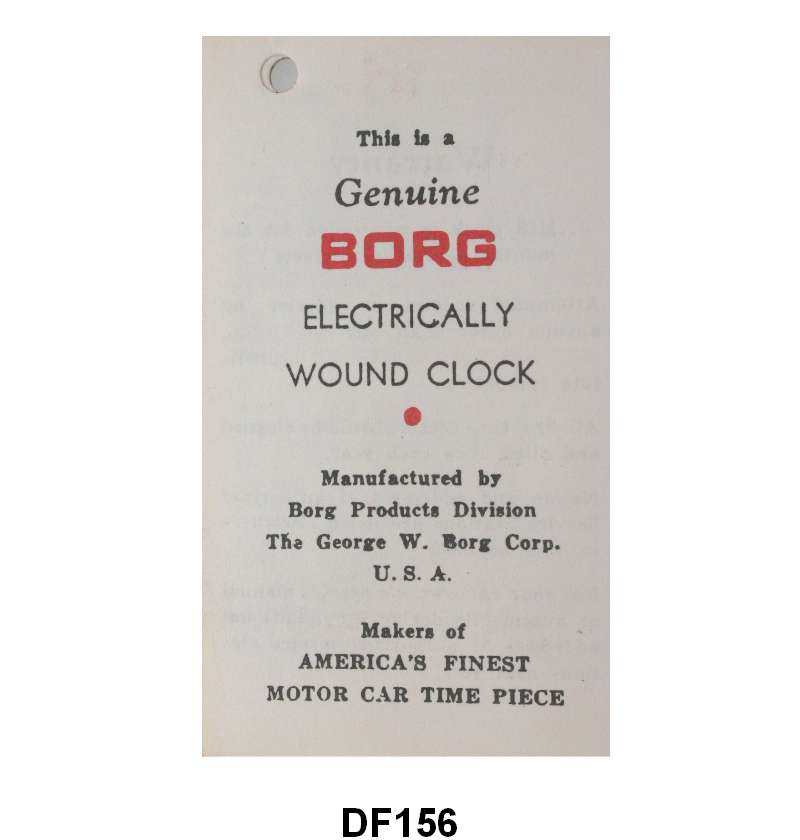 This is a
Genuine
BORG
ELECTRICALLY
WOUND CLOCK
Manufactured by
Borg Products Division
The George W. Borg Corp.
U. S. A.
Makers of
AMERICA'S FINEST
MOTOR CAR TIME PIECE
DF156